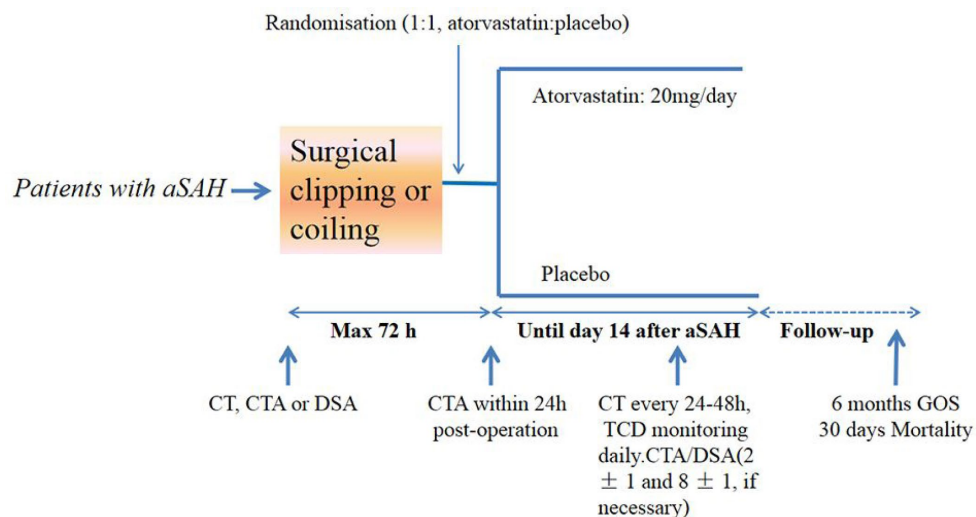 Randomisation (1:1, atorvastatin:placebo)
Atorvastatin: 20mg/day
Surgical
clipping or
coiling
Patients with aSAH
Placebo
Max 72 h
Until day 14 after aSAH
Follow-up
CT, CTA or DSA
CTA within 24h
post-operation
CT every 24-48h,
TCD monitoring
daily.CTA/DSA(2
± 1 and 8 ± 1, if
necessary)
6 months GOS
30 days Mortality